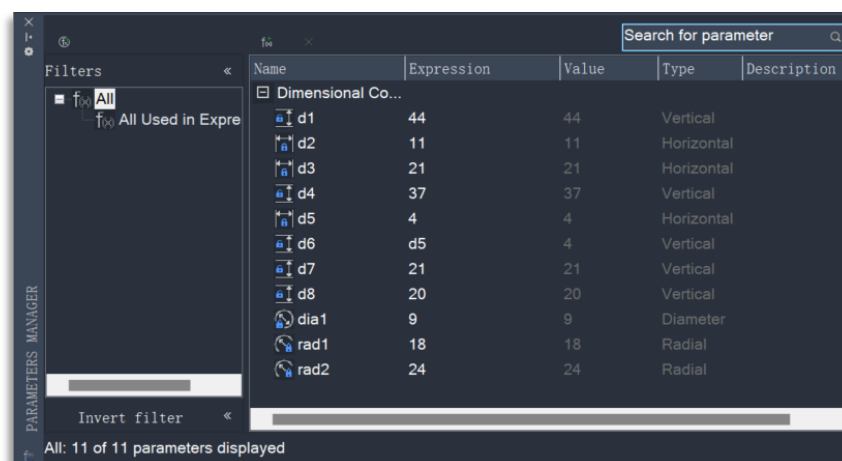 Search for parameter
Filters «
Name Expression Value Type Description
All
All Used in Expre
Dimensional Co...
d1 44 44 Vertical
d2 11 11 Horizontal
d3 21 21 Horizontal
d4 37 37 Vertical
d5 4 4 Horizontal
d6 d5 4 Vertical
d7 21 21 Vertical
d8 20 20 Vertical
dia1 9 9 Diameter
rad1 18 18 Radial
rad2 24 24 Radial
Invert filter «
All: 11 of 11 parameters displayed
PARAMETERS MANAGER